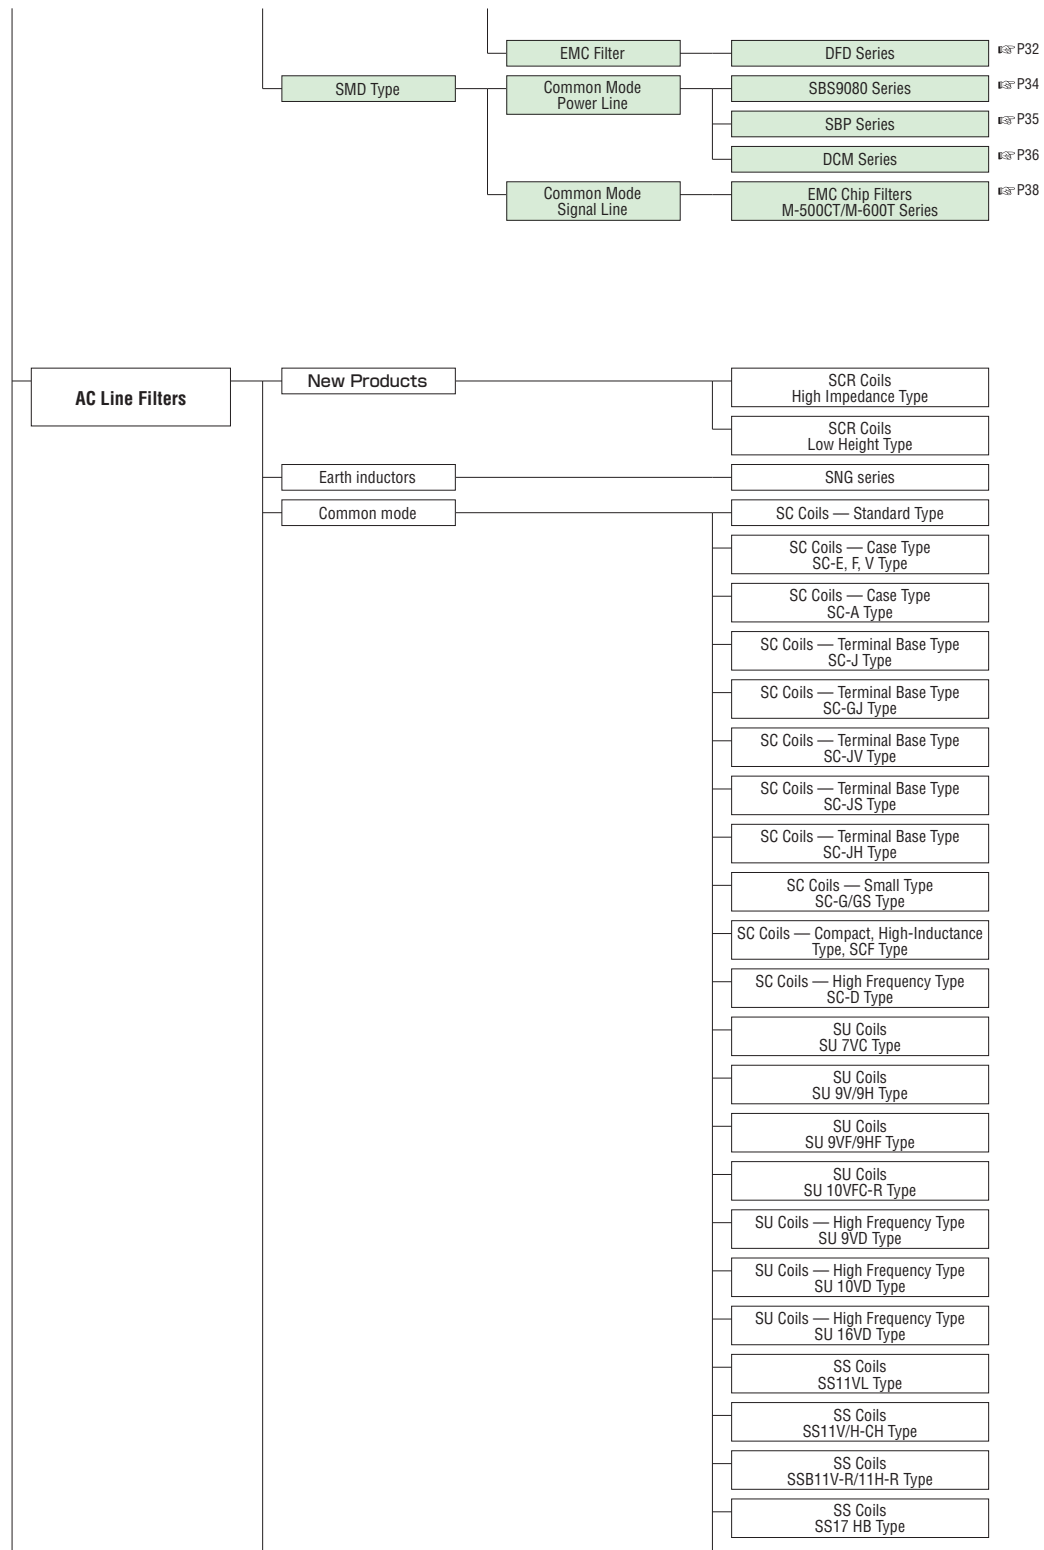 EMC Filter
DFD Series
☞P32
SMD Type
Common Mode
Power Line
SBS9080 Series
☞P34
SBP Series
☞P35
DCM Series
☞P36
Common Mode
Signal Line
EMC Chip Filters
M-500CT/M-600T Series
☞P38
AC Line Filters
New Products
SCR Coils
High Impedance Type
SCR Coils
Low Height Type
Earth inductors
SNG series
Common mode
SC Coils — Standard Type
SC Coils — Case Type
SC-E, F, V Type
SC Coils — Case Type
SC-A Type
SC Coils — Terminal Base Type
SC-J Type
SC Coils — Terminal Base Type
SC-GJ Type
SC Coils — Terminal Base Type
SC-JV Type
SC Coils — Terminal Base Type
SC-JS Type
SC Coils — Terminal Base Type
SC-JH Type
SC Coils — Small Type
SC-G/GS Type
SC Coils — Compact, High-Inductance
Type, SCF Type
SC Coils — High Frequency Type
SC-D Type
SU Coils
SU 7VC Type
SU Coils
SU 9V/9H Type
SU Coils
SU 9VF/9HF Type
SU Coils
SU 10VFC-R Type
SU Coils — High Frequency Type
SU 9VD Type
SU Coils — High Frequency Type
SU 10VD Type
SU Coils — High Frequency Type
SU 16VD Type
SS Coils
SS11VL Type
SS Coils
SS11V/H-CH Type
SS Coils
SSB11V-R/11H-R Type
SS Coils
SS17 HB Type